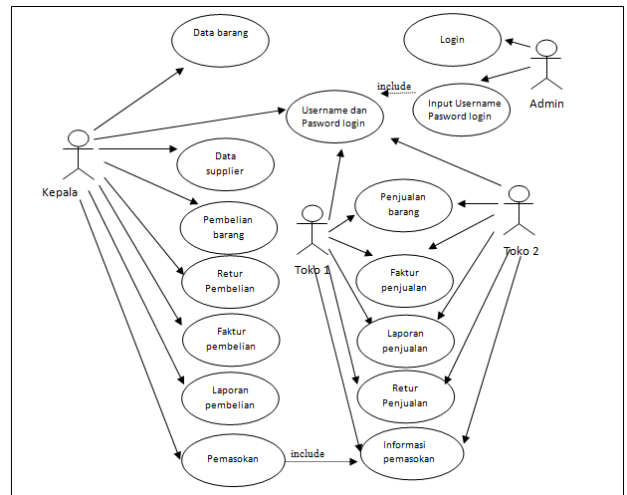 Data barang
Login
Admin
include
Username dan
Pasword login
Input Username
Pasword login
Kepala
Data
supplier
Penjualan
barang
Pembelian
barang
Toko 1
Toko 2
Retur
Pembelian
Faktur
penjualan
Faktur
pembelian
Laporan
penjualan
Laporan
pembelian
Retur
Penjualan
Pemasokan
include
Informasi
pemasokan